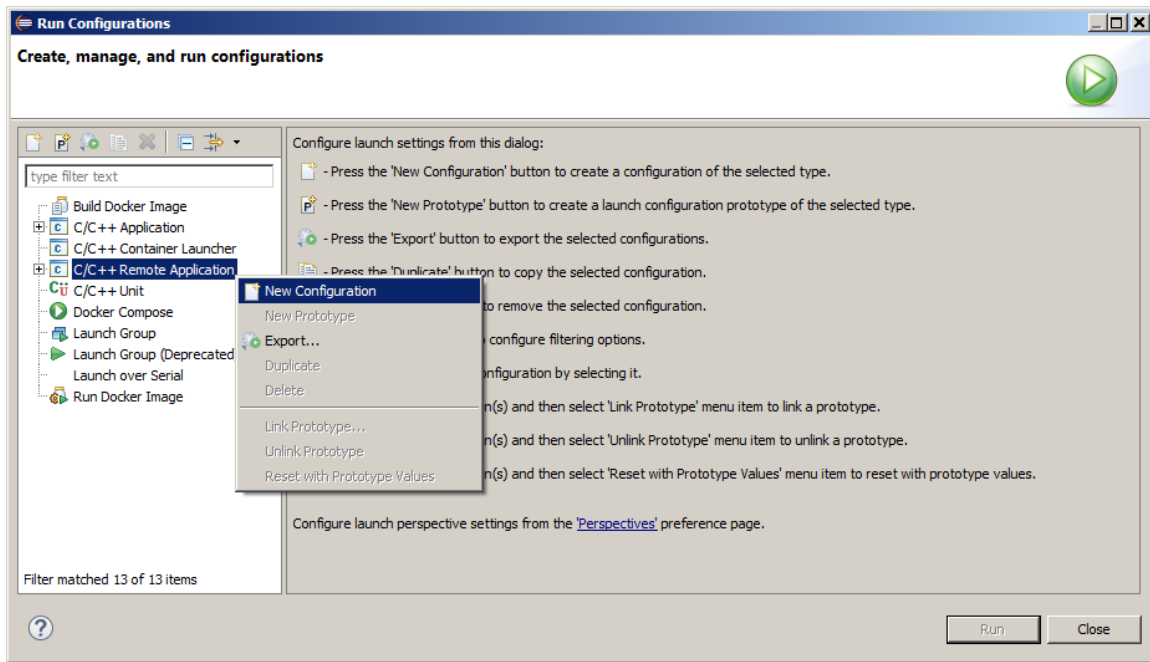 Run Configurations
Create, manage, and run configurations
type filter text
Build Docker Image
C/C++ Application
C/C++ Container Launcher
C/C++ Remote Application
C/C++ Unit
Docker Compose
Launch Group
Launch Group (Deprecated
Launch over Serial
Run Docker Image
Filter matched 13 of 13 items
New Configuration
New Prototype
Export...
Duplicate
Delete
Link Prototype...
Unlink Prototype
Reset with Prototype Values
Configure launch settings from this dialog:
- Press the 'New Configuration' button to create a configuration of the selected type.
- Press the 'New Prototype' button to create a launch configuration prototype of the selected type.
- Press the 'Export' button to export the selected configurations.
- Press the 'Duplicate' button to copy the selected configuration.
to remove the selected configuration.
configure filtering options.
configuration by selecting it.
n(s) and then select 'Link Prototype' menu item to link a prototype.
n(s) and then select 'Unlink Prototype' menu item to unlink a prototype.
n(s) and then select 'Reset with Prototype Values' menu item to reset with prototype values.
Configure launch perspective settings from the 'Perspectives' preference page.
Run
Close